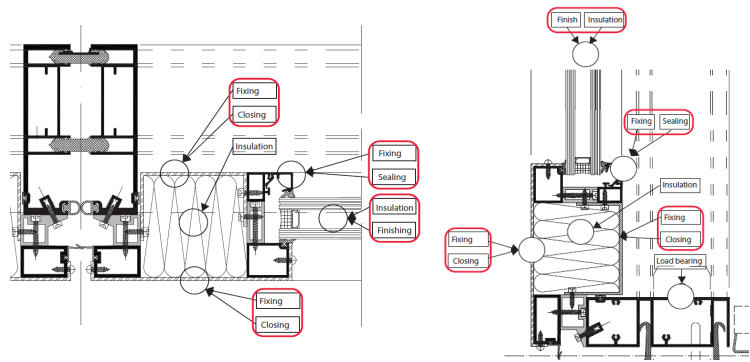 Fixing
Closing
Insulation
Fixing
Sealing
Insulation
Finishing
Fixing
Closing
Finish Insulation
Fixing Sealing
Insulation
Fixing
Closing
Fixing
Closing
Load bearing